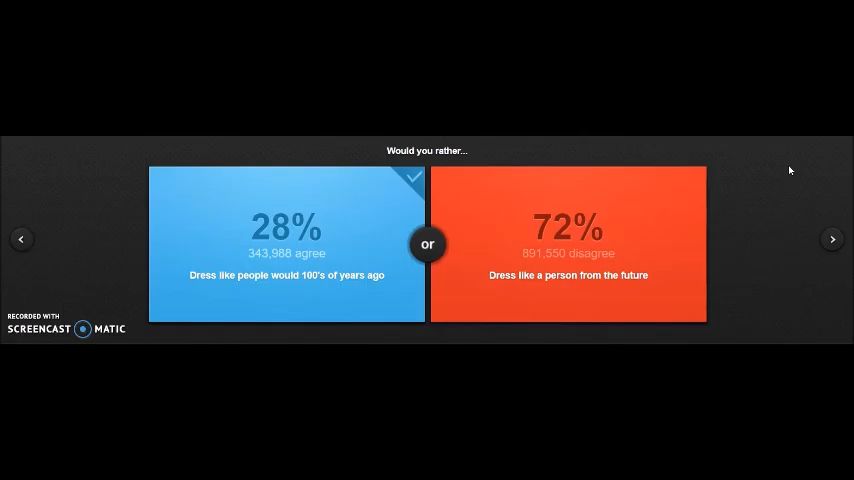 Would you rather...
28%
343,988 agree
Dress like people would 100's of years ago
or
72%
891,550 disagree
Dress like a person from the future
RECORDED WITH
SCREENCAST MATIC